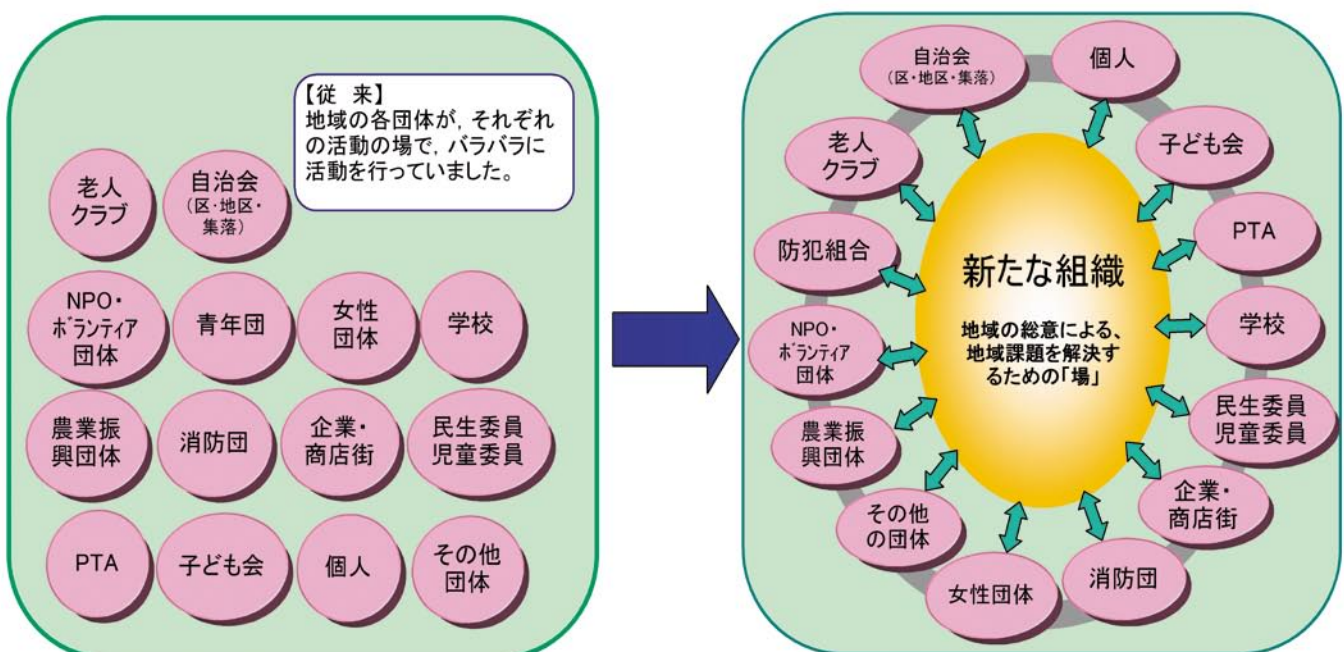 【従　来】
地域の各団体が，それぞれ
の活動の場で，バラバラに
活動を行っていました。
老人
クラブ
自治会
（区・地区・
集落）
NPO・
ボランティア
団体
青年団
女性
団体
学校
農業振
興団体
消防団
企業・
商店街
民生委員
児童委員
PTA
子ども会
個人
その他
団体
自治会
（区・地区・集落）
個人
老人
クラブ
子ども会
防犯組合
PTA
NPO・
ボランティア
団体
学校
農業振
興団体
民生委員
児童委員
その他
の団体
企業・
商店街
女性団体
消防団
新たな組織
地域の総意による、
地域課題を解決す
るための「場」